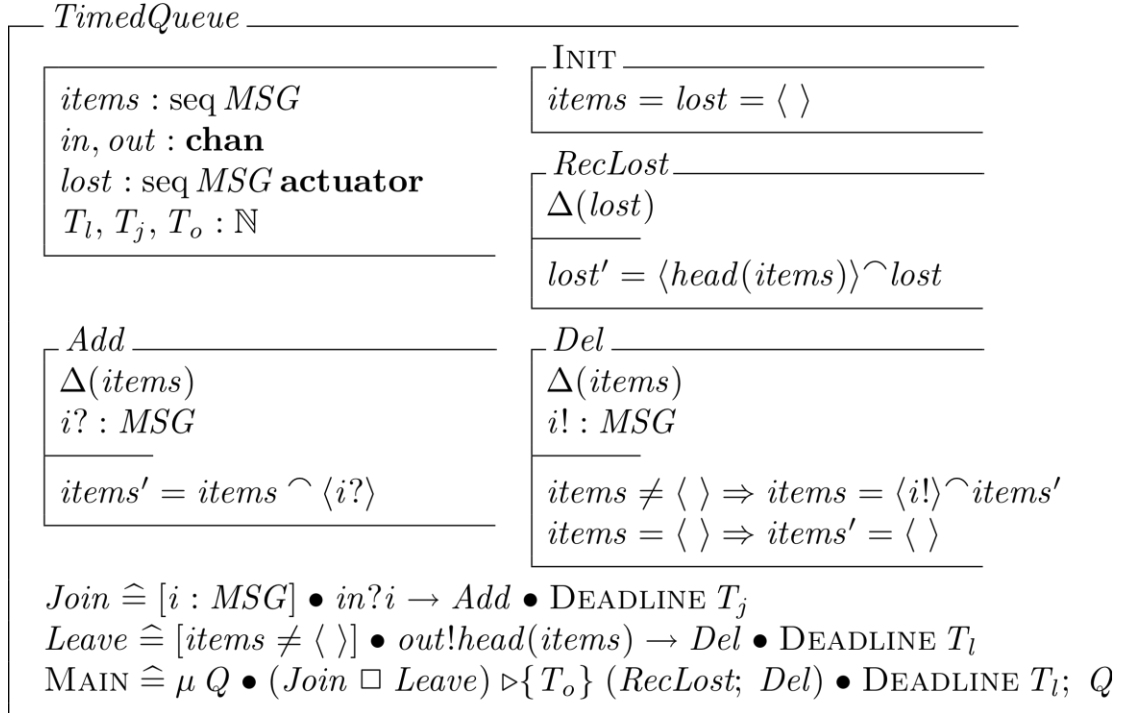 TimedQueue
items : seq MSG
in, out : chan
lost : seq MSG actuator
T_l, T_j, T_o : ℕ
INIT
items = lost = ⟨ ⟩
RecLost
Δ(lost)
lost′ = ⟨head(items)⟩⌢lost
Add
Δ(items)
i? : MSG
items′ = items ⌢ ⟨i?⟩
Del
Δ(items)
i! : MSG
items ≠ ⟨ ⟩ ⇒ items = ⟨i!⟩⌢items′
items = ⟨ ⟩ ⇒ items′ = ⟨ ⟩
Join ≙ [i : MSG] • in?i → Add • DEADLINE T_j
Leave ≙ [items ≠ ⟨ ⟩] • out!head(items) → Del • DEADLINE T_l
MAIN ≙ μ Q • (Join □ Leave) ▷{T_o} (RecLost; Del) • DEADLINE T_l; Q